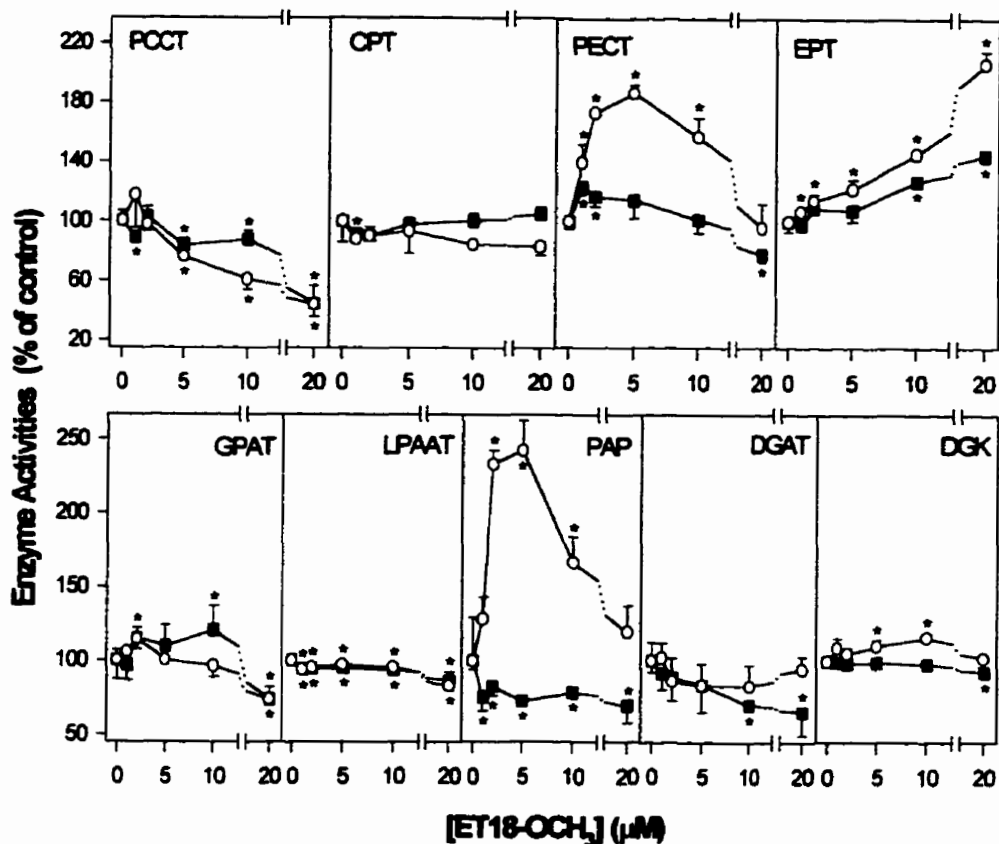 Enzyme Activities (% of control)
220
180
140
100
60
20
PCCT
CPT
PECT
EPT
0 5 10 20
0 5 10 20
0 5 10 20
0 5 10 20
250
200
150
100
50
GPAT
LPAAT
PAP
DGAT
DGK
0 5 10 20
0 5 10 20
0 5 10 20
0 5 10 20
0 5 10 20
[ET18-OCH₃] (μM)